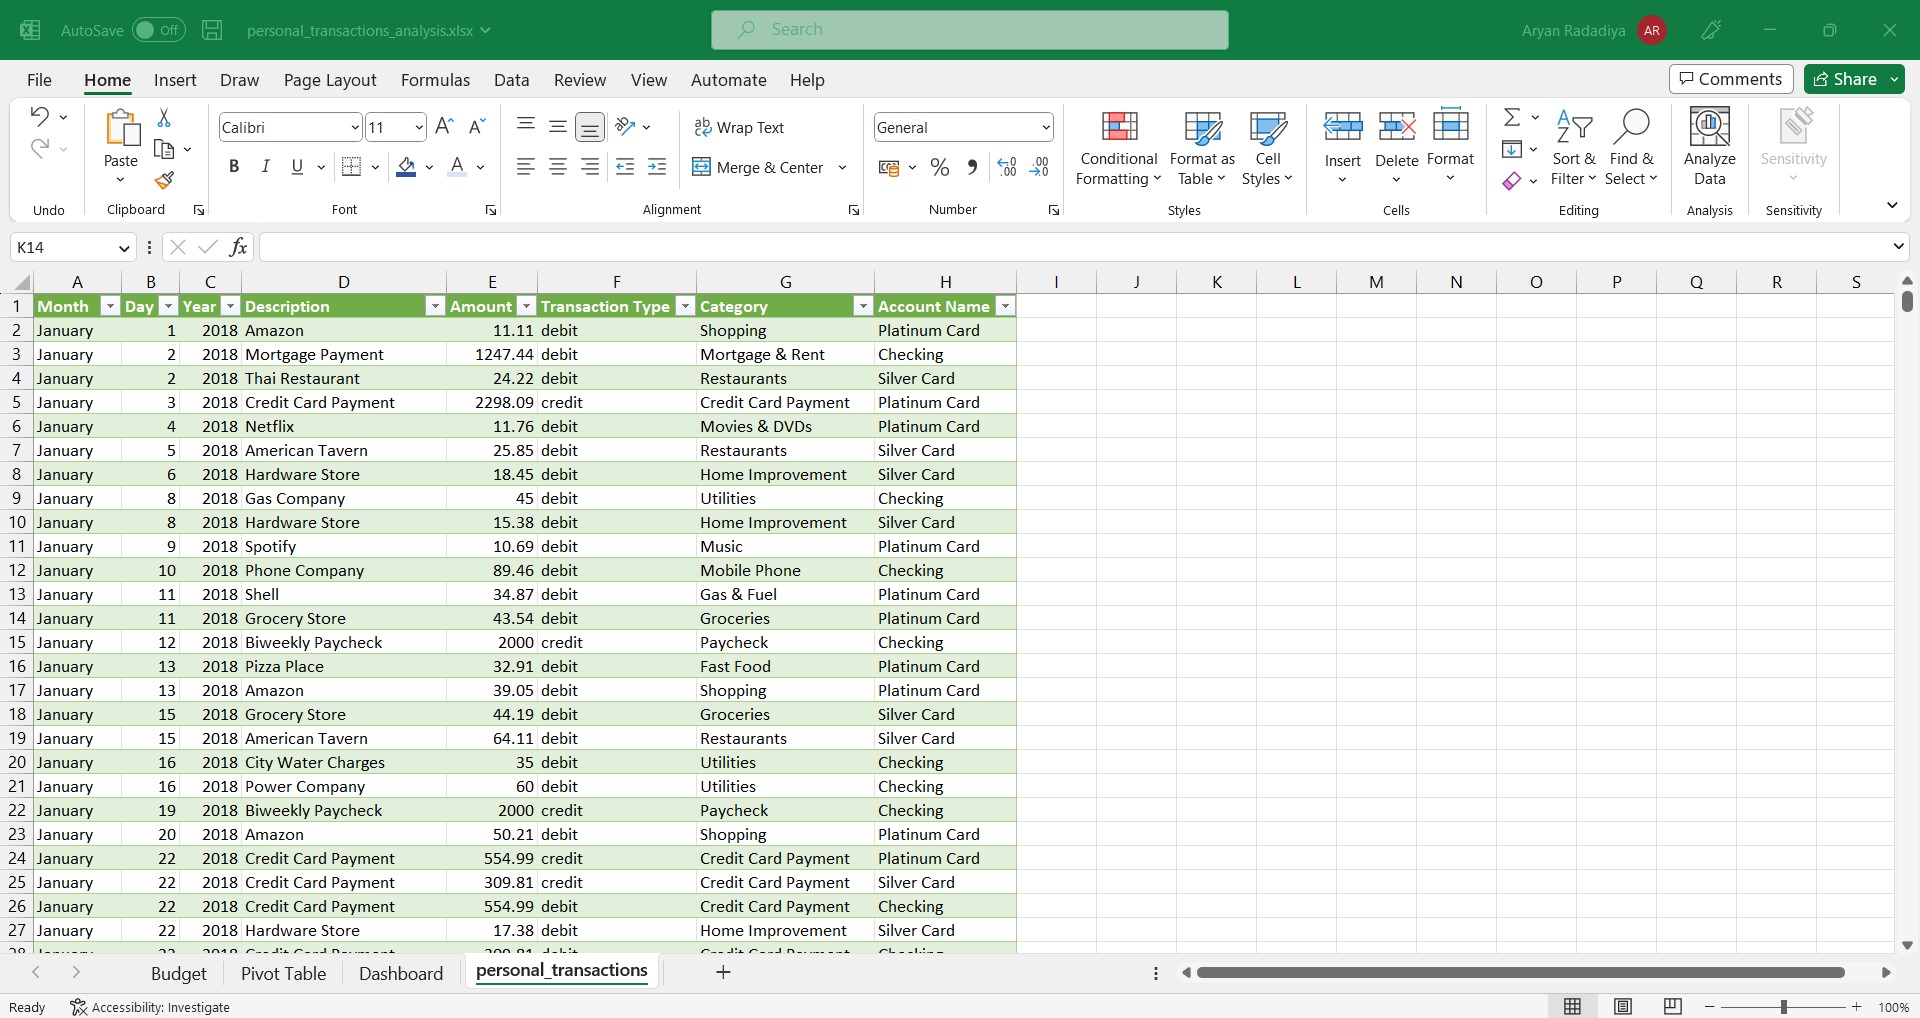 AutoSave Off personal_transactions_analysis.xlsx Search Aryan Radadiya AR
File Home Insert Draw Page Layout Formulas Data Review View Automate Help Comments Share
Calibri 11 A A ab c Wrap Text General
Paste B I U A Merge & Center % Conditional Formatting Format as Table Cell Styles Insert Delete Format Sort & Filter Find & Select Analyze Data Sensitivity
Undo Clipboard Font Alignment Number Styles Cells Editing Analysis Sensitivity
K14 fx
A B C D E F G H I J K L M N O P Q R S
1 Month Day Year Description Amount Transaction Type Category Account Name
2 January 1 2018 Amazon 11.11 debit Shopping Platinum Card
3 January 2 2018 Mortgage Payment 1247.44 debit Mortgage & Rent Checking
4 January 2 2018 Thai Restaurant 24.22 debit Restaurants Silver Card
5 January 3 2018 Credit Card Payment 2298.09 credit Credit Card Payment Platinum Card
6 January 4 2018 Netflix 11.76 debit Movies & DVDs Platinum Card
7 January 5 2018 American Tavern 25.85 debit Restaurants Silver Card
8 January 6 2018 Hardware Store 18.45 debit Home Improvement Silver Card
9 January 8 2018 Gas Company 45 debit Utilities Checking
10 January 8 2018 Hardware Store 15.38 debit Home Improvement Silver Card
11 January 9 2018 Spotify 10.69 debit Music Platinum Card
12 January 10 2018 Phone Company 89.46 debit Mobile Phone Checking
13 January 11 2018 Shell 34.87 debit Gas & Fuel Platinum Card
14 January 11 2018 Grocery Store 43.54 debit Groceries Platinum Card
15 January 12 2018 Biweekly Paycheck 2000 credit Paycheck Checking
16 January 13 2018 Pizza Place 32.91 debit Fast Food Platinum Card
17 January 13 2018 Amazon 39.05 debit Shopping Platinum Card
18 January 15 2018 Grocery Store 44.19 debit Groceries Silver Card
19 January 15 2018 American Tavern 64.11 debit Restaurants Silver Card
20 January 16 2018 City Water Charges 35 debit Utilities Checking
21 January 16 2018 Power Company 60 debit Utilities Checking
22 January 19 2018 Biweekly Paycheck 2000 credit Paycheck Checking
23 January 20 2018 Amazon 50.21 debit Shopping Platinum Card
24 January 22 2018 Credit Card Payment 554.99 credit Credit Card Payment Platinum Card
25 January 22 2018 Credit Card Payment 309.81 credit Credit Card Payment Silver Card
26 January 22 2018 Credit Card Payment 554.99 debit Credit Card Payment Checking
27 January 22 2018 Hardware Store 17.38 debit Home Improvement Silver Card
Budget Pivot Table Dashboard personal_transactions +
Ready Accessibility: Investigate 100%